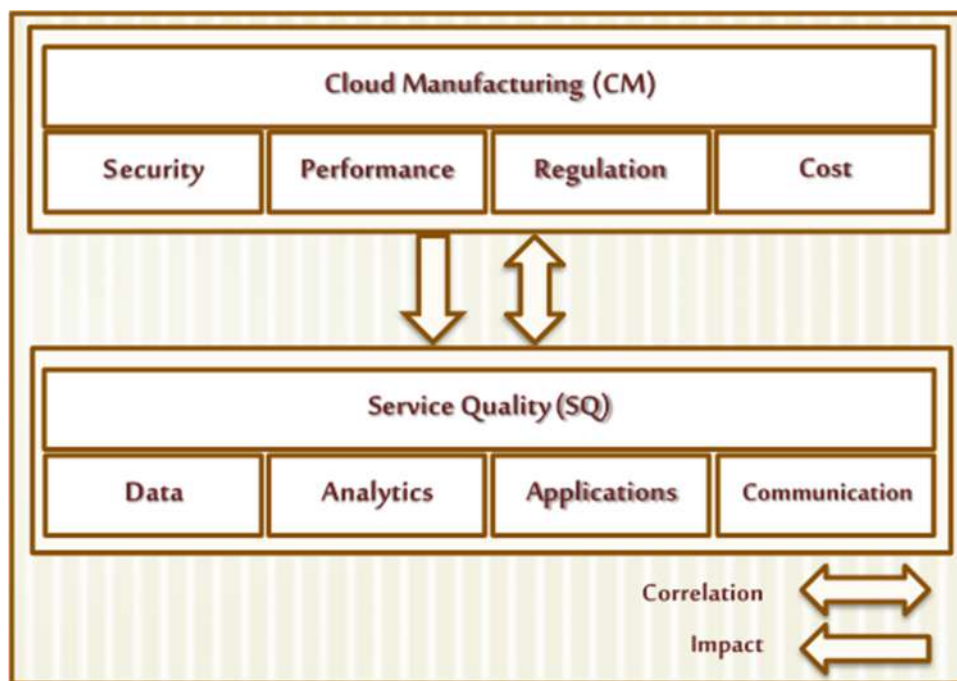 Cloud Manufacturing (CM)
Security Performance Regulation Cost
Service Quality (SQ)
Data Analytics Applications Communication
Correlation
Impact